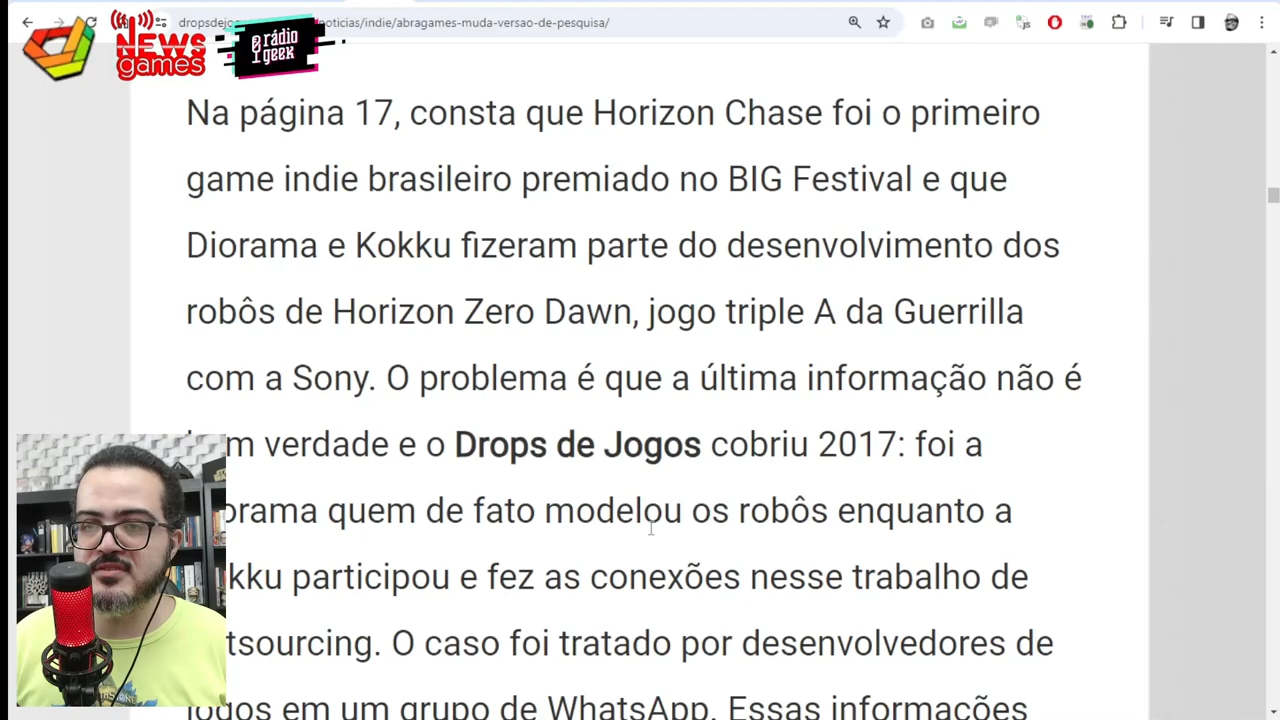 dropsdejo
noticias/indie/abragames-muda-versao-de-pesquisa/
NEWS
games
rádio
geek
Na página 17, consta que Horizon Chase foi o primeiro
game indie brasileiro premiado no BIG Festival e que
Diorama e Kokku fizeram parte do desenvolvimento dos
robôs de Horizon Zero Dawn, jogo triple A da Guerrilla
com a Sony. O problema é que a última informação não é
m verdade e o Drops de Jogos cobriu 2017: foi a
orama quem de fato modelou os robôs enquanto a
kku participou e fez as conexões nesse trabalho de
tsourcing. O caso foi tratado por desenvolvedores de
jogos em um grupo de WhatsApp. Essas informações